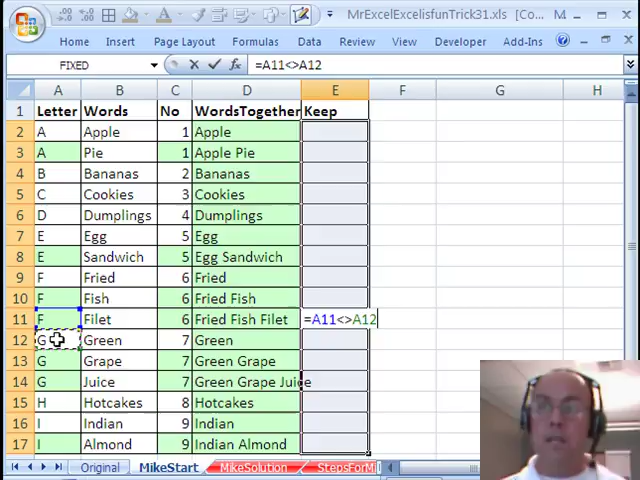 MrExcelExcelisfunTrick31.xls [Co... M...
Home Insert Formulas Data Review Developer Add-Ins
FIXED =A11<>A12
A B C D E F G H
1 Letter Words No WordsTogether Keep
2 A Apple 1 Apple
3 A Pie 1 Apple Pie
4 B Bananas 2 Bananas
5 C Cookies 3 Cookies
6 D Dumplings 4 Dumplings
7 E Egg 5 Egg
8 E Sandwich 5 Egg Sandwich
9 F Fried 6 Fried
10 F Fish 6 Fried Fish
11 F Filet 6 Fried Fish Filet =A11<>A12
12 G Green 7 Green
13 G Grape 7 Green Grape
14 G Juice 7 Green Grape Juice
15 H Hotcakes 8 Hotcakes
16 I Indian 9 Indian
17 I Almond 9 Indian Almond
Original MikeStart MikeSolution StepsForMi